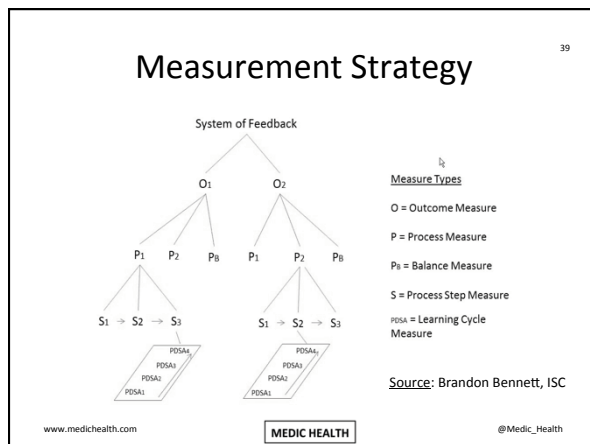 39
Measurement Strategy
System of Feedback
O1 O2
P1 P2 PB P1 P2 PB
S1 → S2 → S3 S1 → S2 → S3
PDSA4 PDSA4
PDSA3 PDSA3
PDSA2 PDSA2
PDSA1 PDSA1
Measure Types
O = Outcome Measure
P = Process Measure
PB = Balance Measure
S = Process Step Measure
PDSA = Learning Cycle
Measure
Source: Brandon Bennett, ISC
www.medichealth.com MEDIC HEALTH @Medic_Health